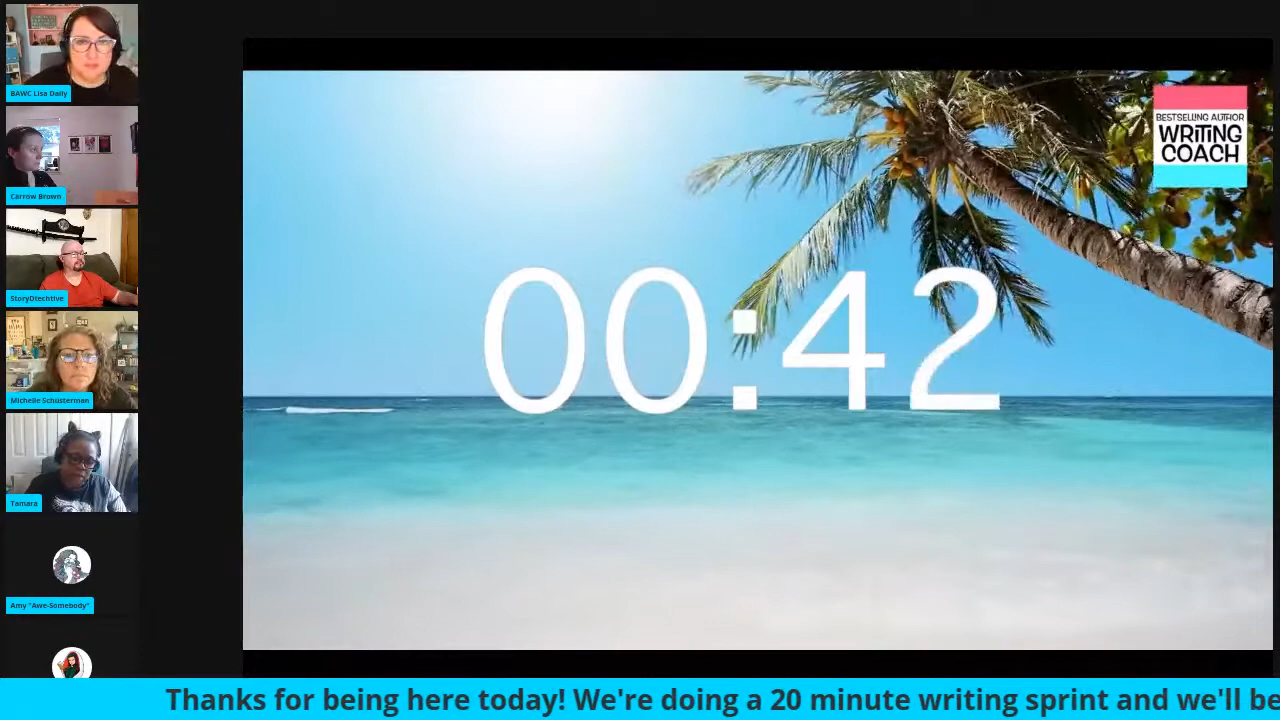 BAWC Lisa Daily
Carrow Brown
StoryDtechtive
Michelle Schusterman
Tamara
Amy "Awe-Somebody"
BESTSELLING AUTHOR
WRITING
COACH
00:42
Thanks for being here today! We're doing a 20 minute writing sprint and we'll be